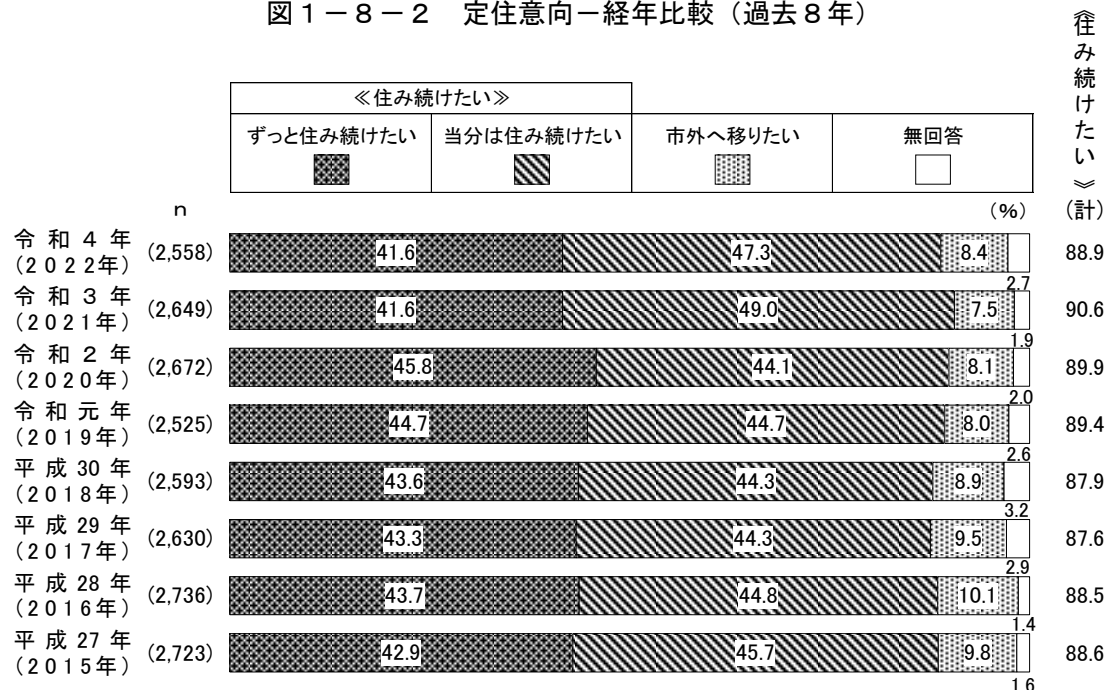 図1－8－2　定住意向－経年比較（過去8年）
≪住み続けたい≫
（計）
≪住み続けたい≫
ずっと住み続けたい　当分は住み続けたい　市外へ移りたい　無回答
n　（％）
令和4年
（2022年）　(2,558)　41.6　47.3　8.4　2.7　88.9
令和3年
（2021年）　(2,649)　41.6　49.0　7.5　1.9　90.6
令和2年
（2020年）　(2,672)　45.8　44.1　8.1　2.0　89.9
令和元年
（2019年）　(2,525)　44.7　44.7　8.0　2.6　89.4
平成30年
（2018年）　(2,593)　43.6　44.3　8.9　3.2　87.9
平成29年
（2017年）　(2,630)　43.3　44.3　9.5　2.9　87.6
平成28年
（2016年）　(2,736)　43.7　44.8　10.1　1.4　88.5
平成27年
（2015年）　(2,723)　42.9　45.7　9.8　1.6　88.6